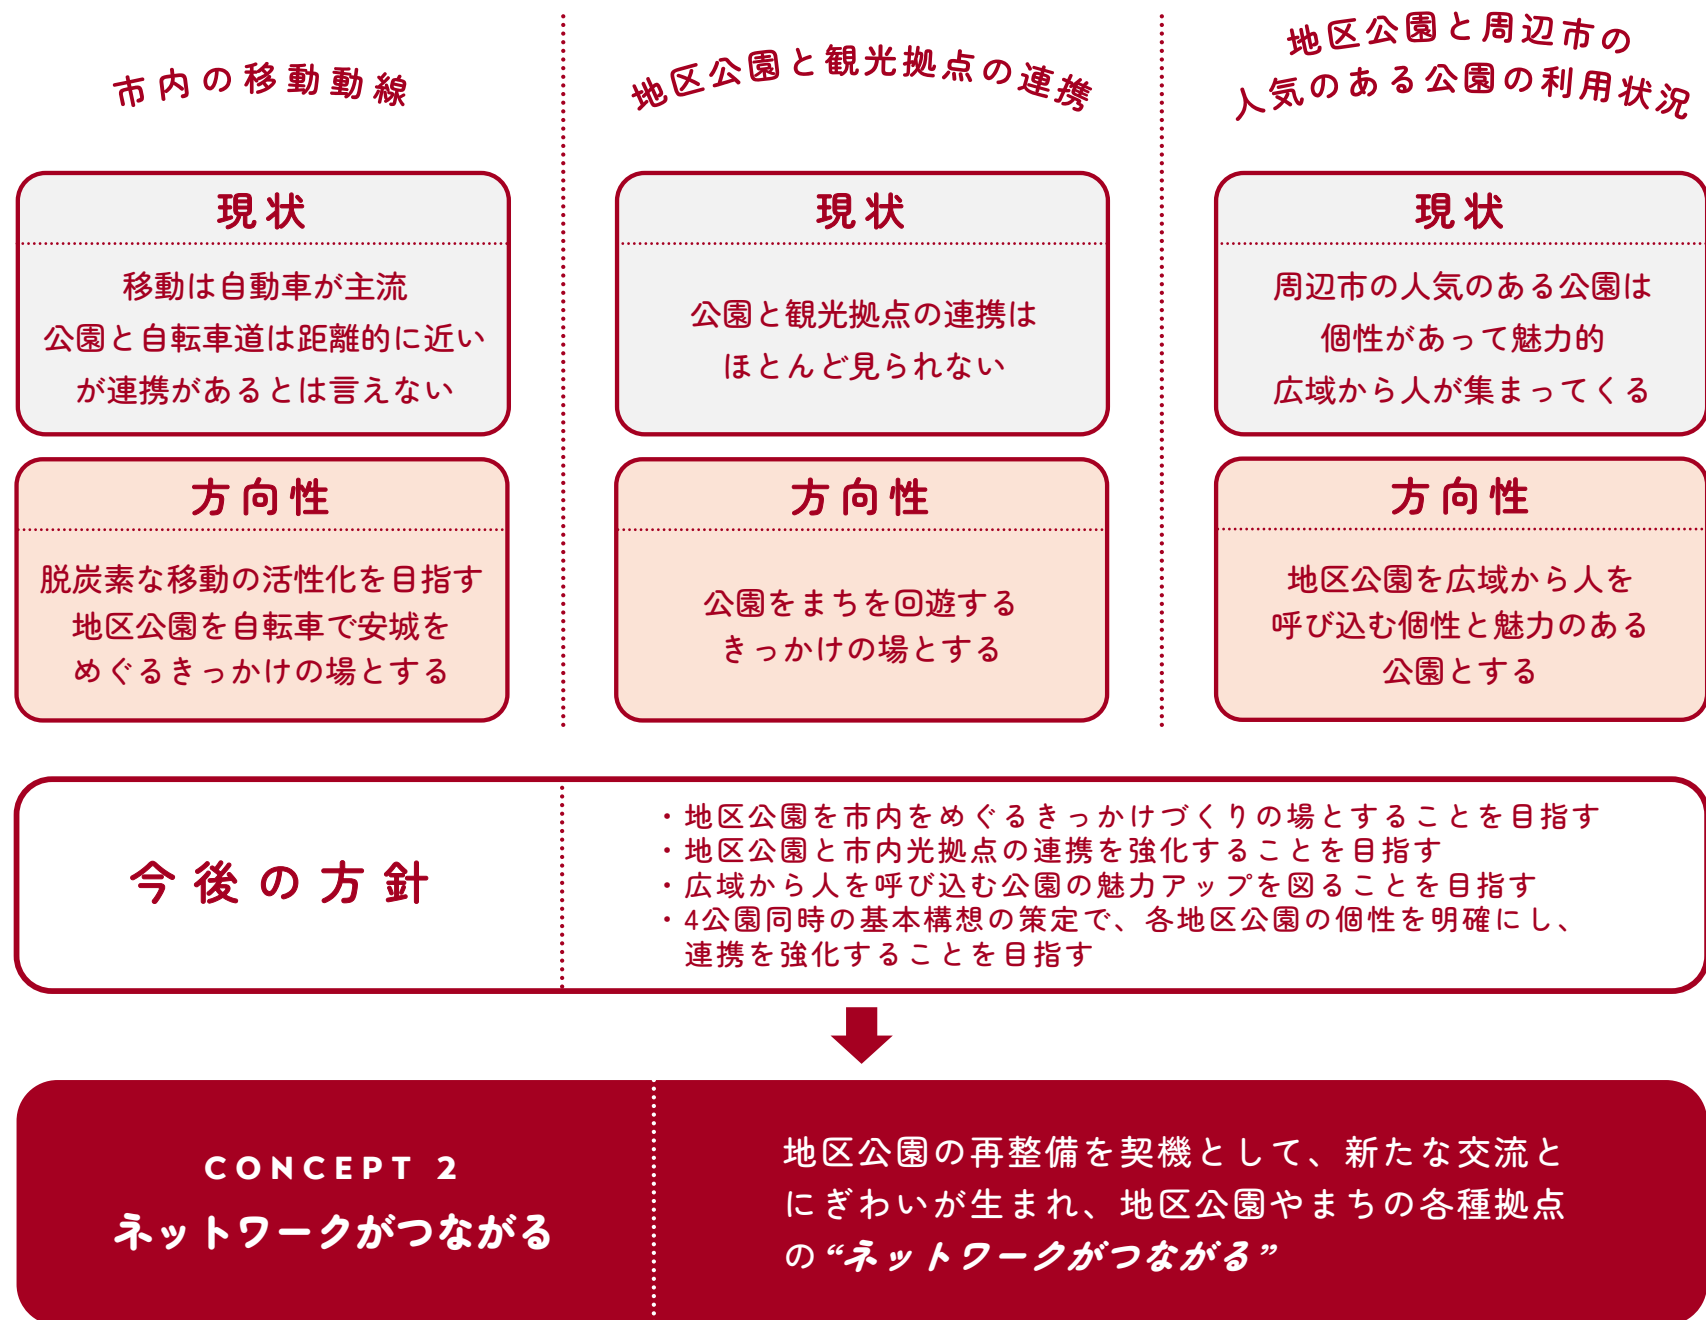 市内の移動動線
現状
移動は自動車が主流
公園と自転車道は距離的に近い
が連携があるとは言えない
方向性
脱炭素な移動の活性化を目指す
地区公園を自転車で安城を
めぐるきっかけの場とする
地区公園と観光拠点の連携
現状
公園と観光拠点の連携は
ほとんど見られない
方向性
公園をまちを回遊する
きっかけの場とする
地区公園と周辺市の
人気のある公園の利用状況
現状
周辺市の人気のある公園は
個性があって魅力的
広域から人が集まってくる
方向性
地区公園を広域から人を
呼び込む個性と魅力のある
公園とする
今後の方針
・地区公園を市内をめぐるきっかけづくりの場とすることを目指す
・地区公園と市内光拠点の連携を強化することを目指す
・広域から人を呼び込む公園の魅力アップを図ることを目指す
・4公園同時の基本構想の策定で、各地区公園の個性を明確にし、
連携を強化することを目指す
CONCEPT 2
ネットワークがつながる
地区公園の再整備を契機として、新たな交流と
にぎわいが生まれ、地区公園やまちの各種拠点
の“ネットワークがつながる”